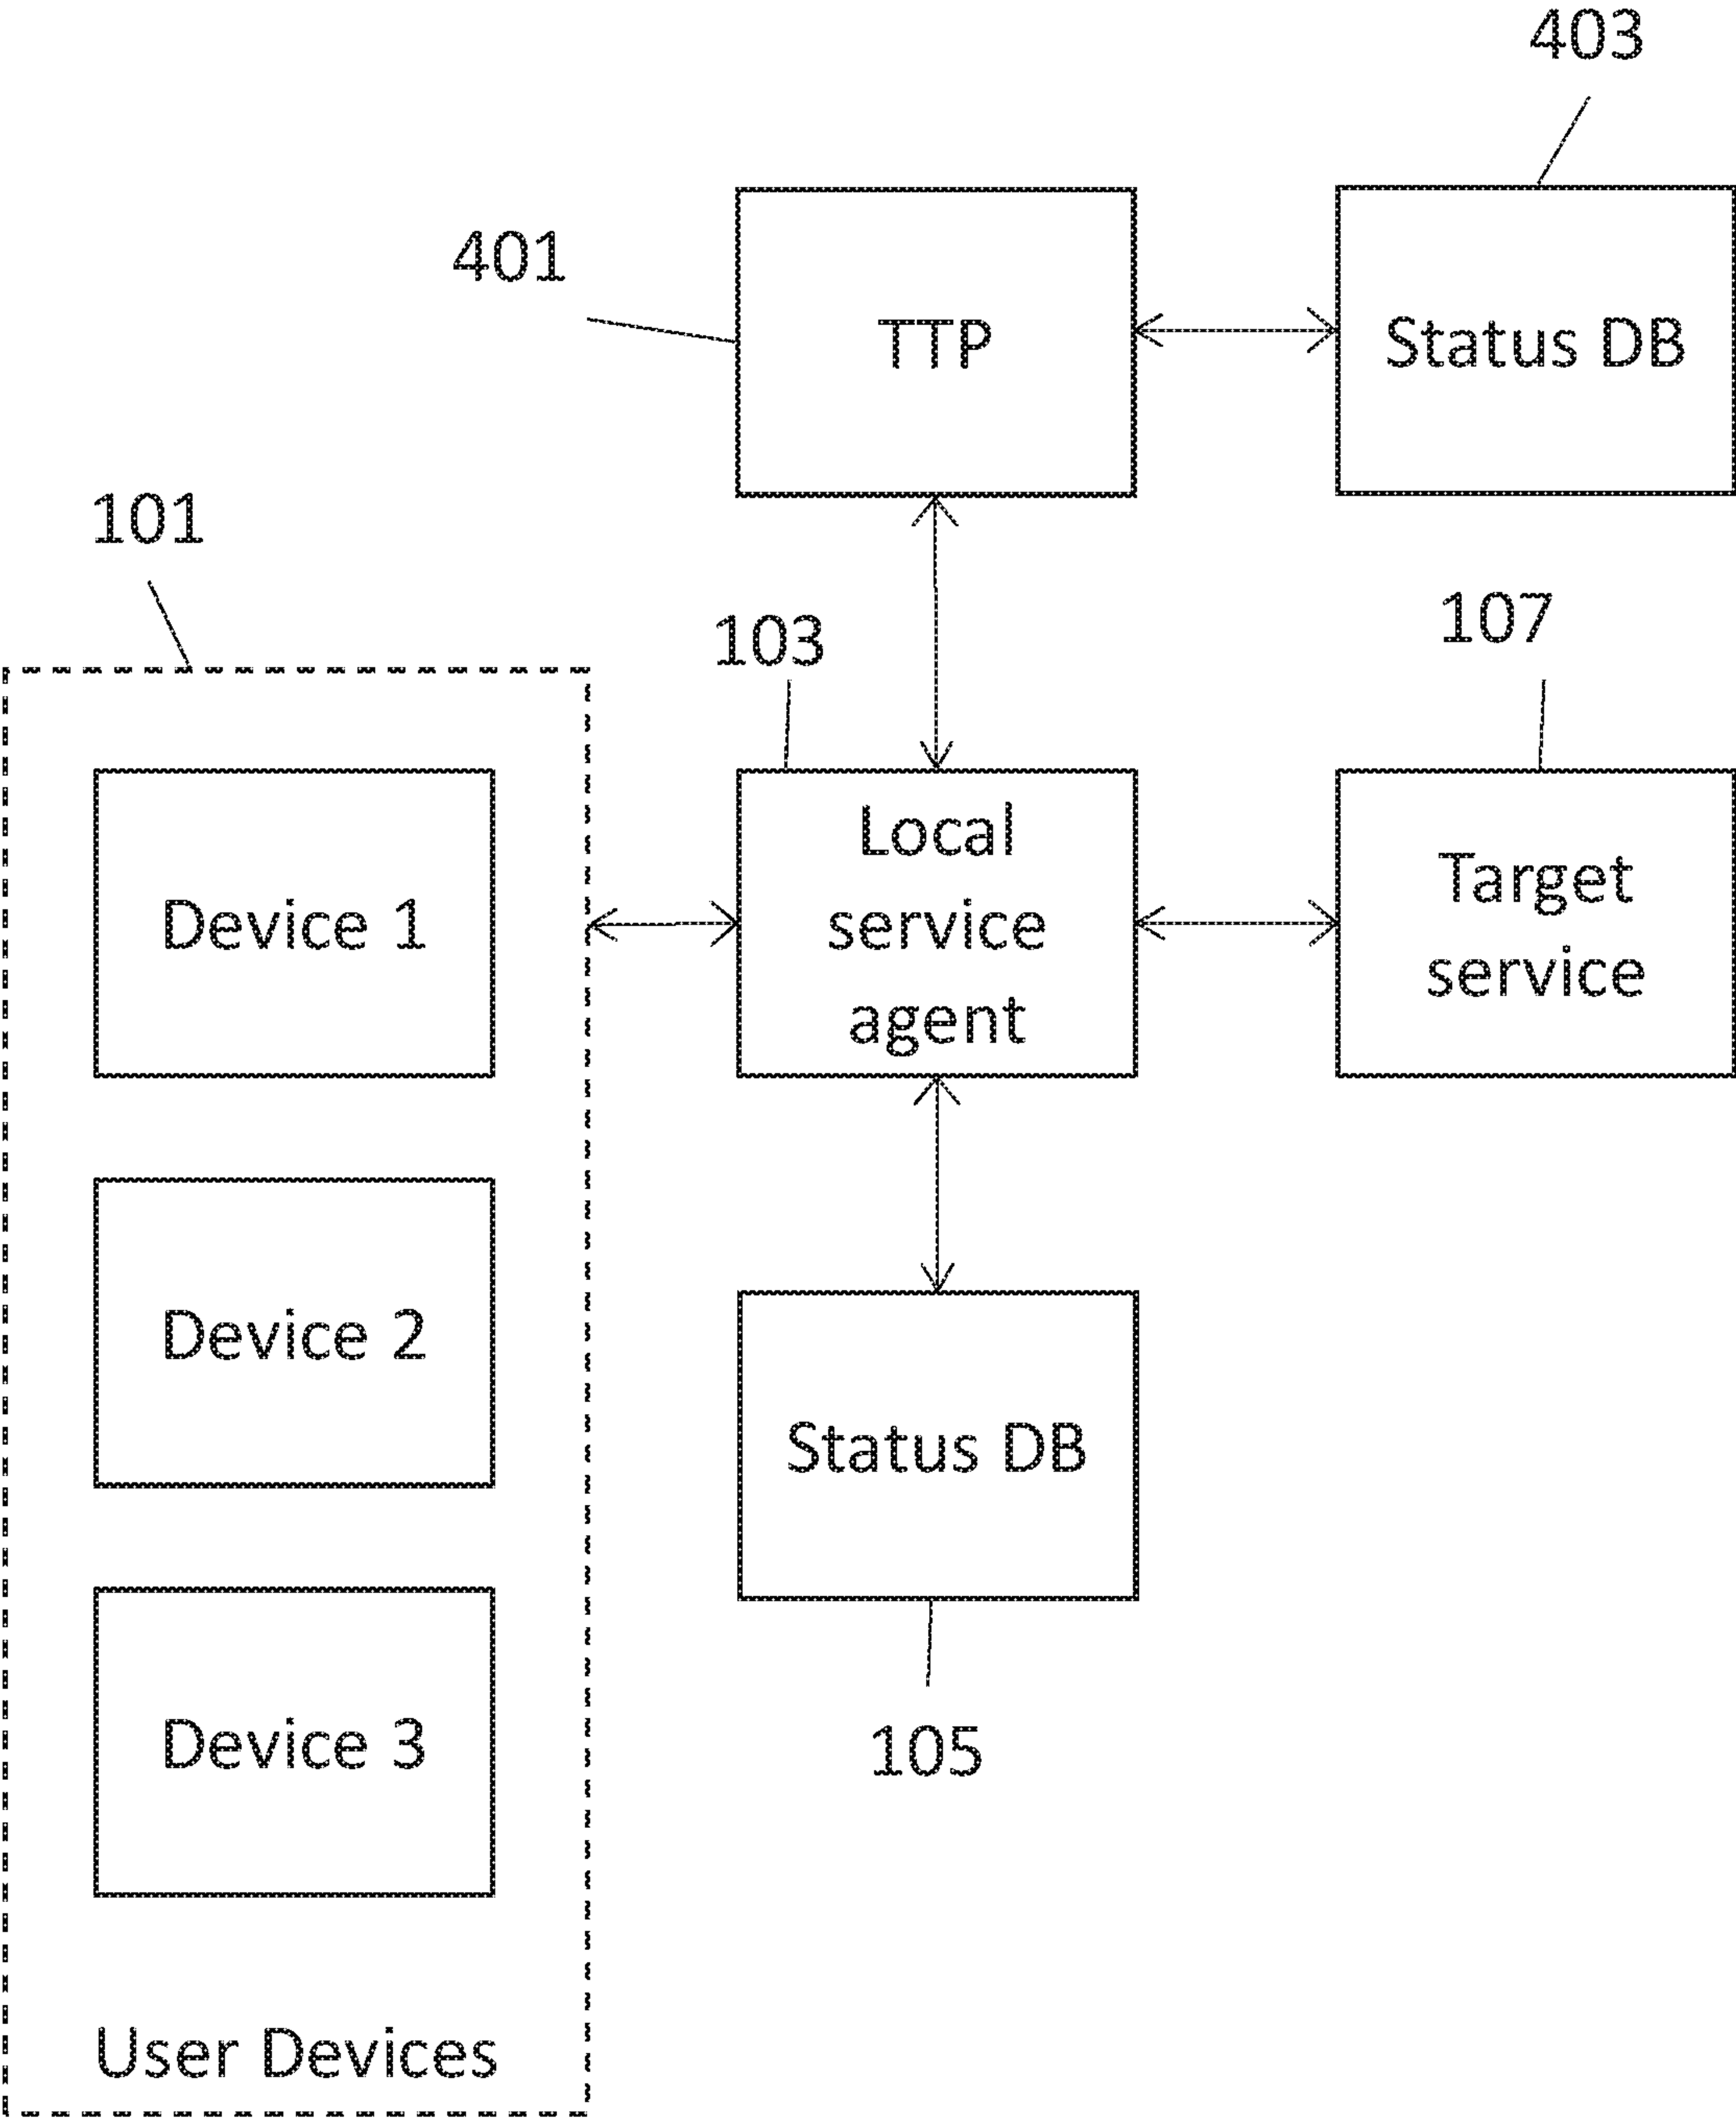 403
401
TTP
Status DB
101
103
107
Device 1
Local
service
agent
Target
service
Device 2
Status DB
Device 3
105
User Devices